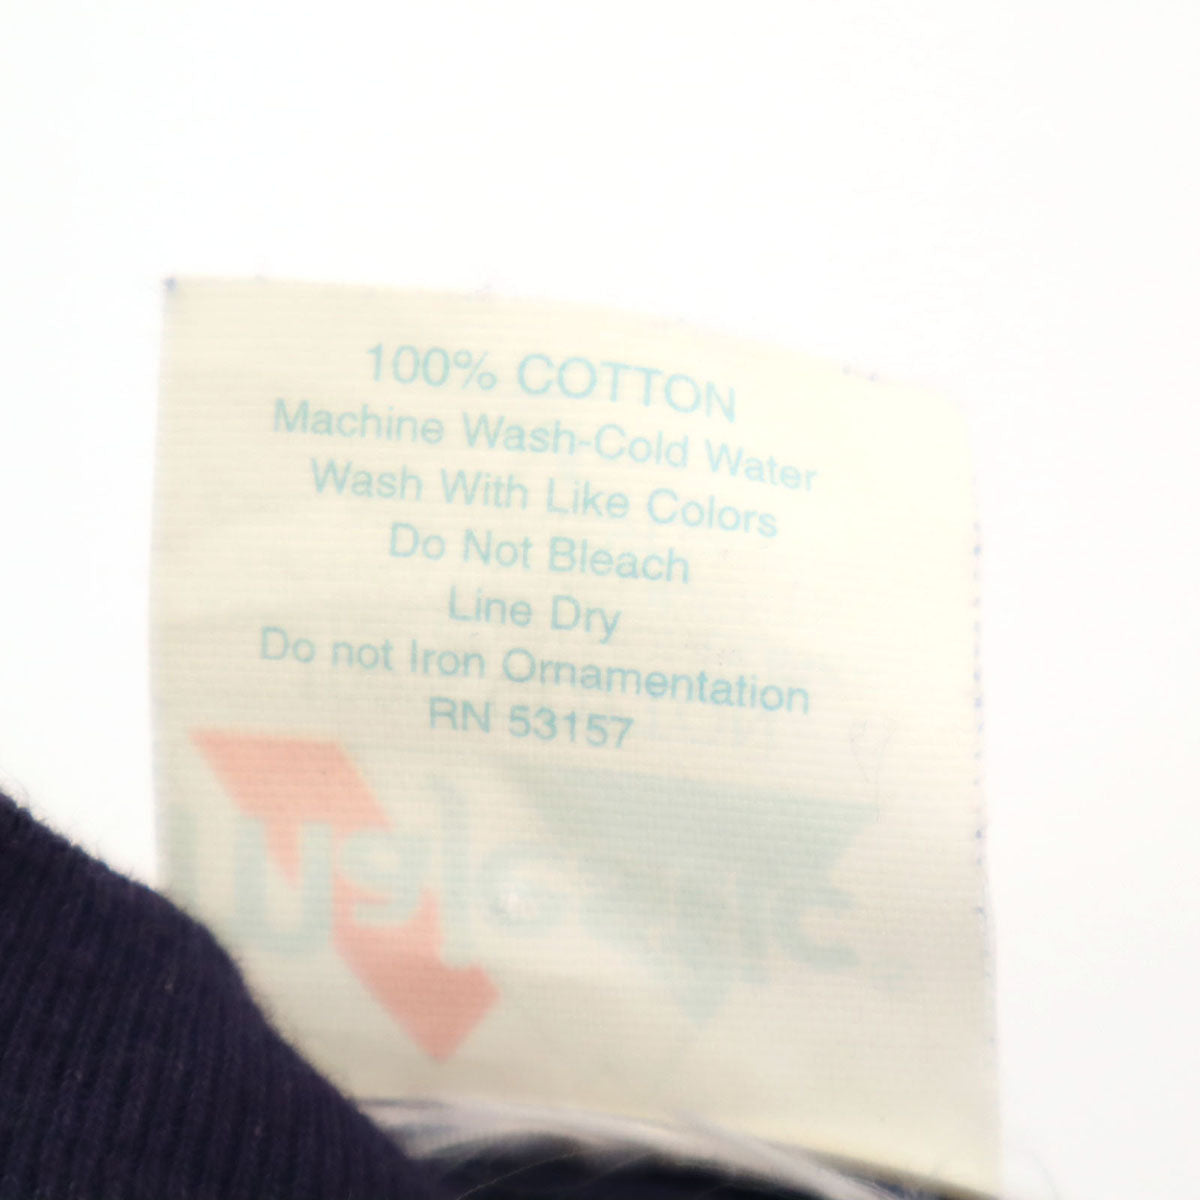 100% COTTON
Machine Wash-Cold Water
Wash With Like Colors
Do Not Bleach
Line Dry
Do not Iron Ornamentation
RN 53157